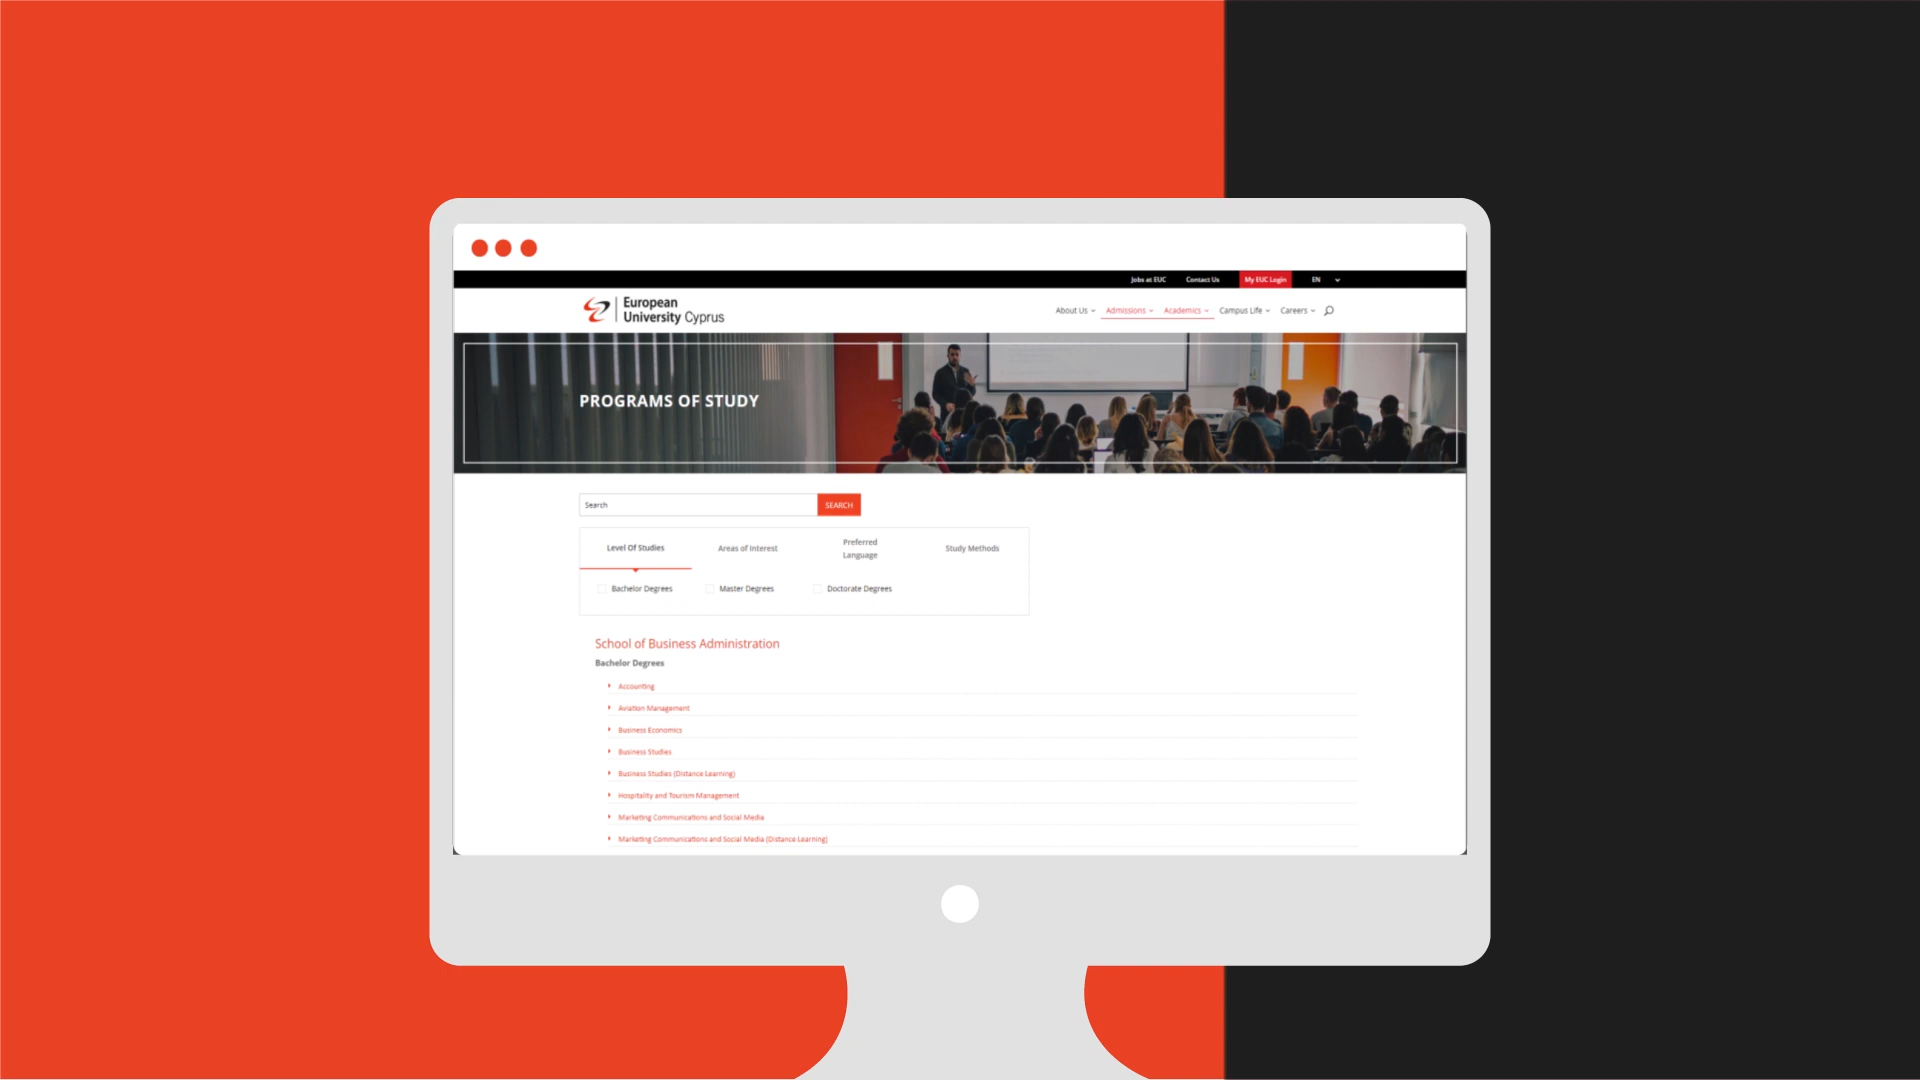 Jobs at EUC Contact Us My EUC Login EN
European
University Cyprus
About Us Admissions Academics Campus Life Careers
PROGRAMS OF STUDY
Search SEARCH
Level Of Studies Areas of Interest Preferred Language Study Methods
Bachelor Degrees Master Degrees Doctorate Degrees
School of Business Administration
Bachelor Degrees
Accounting
Aviation Management
Business Economics
Business Studies
Business Studies (Distance Learning)
Hospitality and Tourism Management
Marketing Communications and Social Media
Marketing Communications and Social Media (Distance Learning)